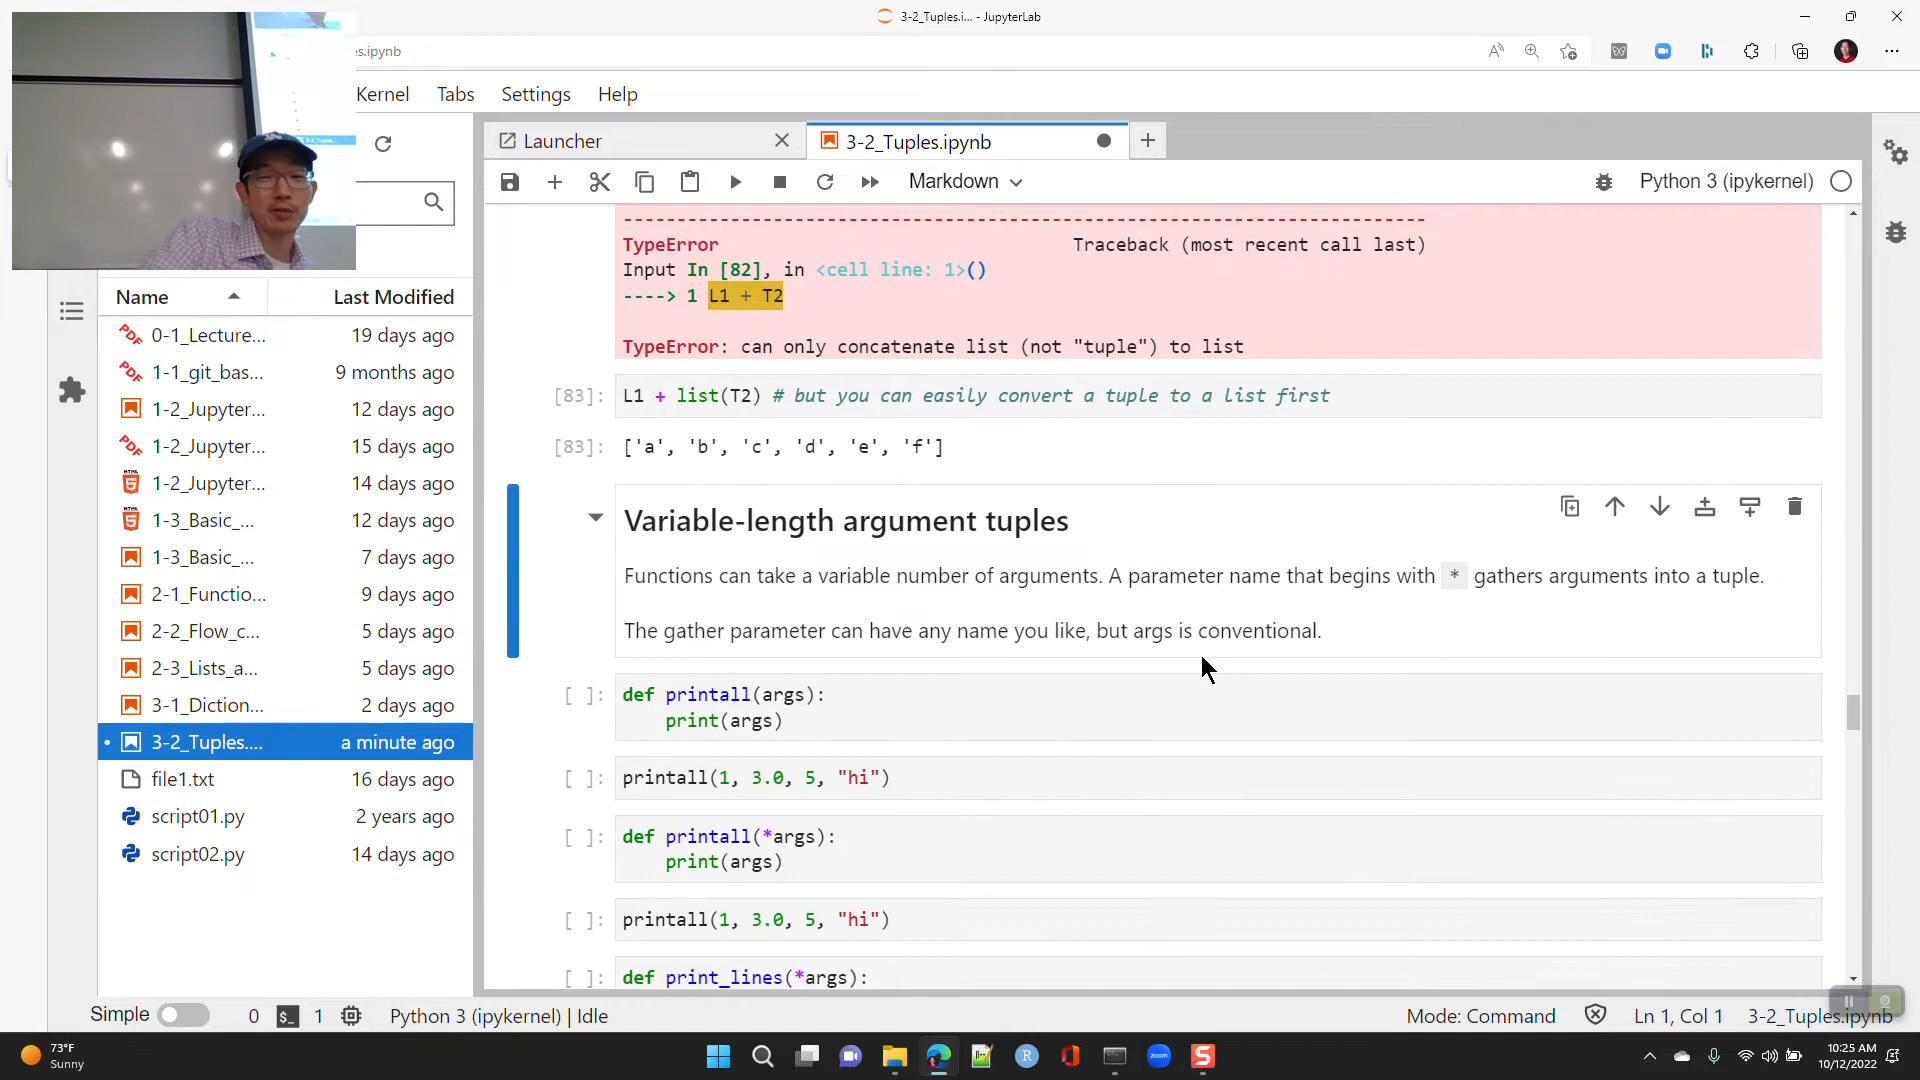 3-2_Tuples.i... - JupyterLab
es.ipynb
Kernel Tabs Settings Help
Launcher
3-2_Tuples.ipynb
Markdown
Python 3 (ipykernel)
Name Last Modified
0-1_Lecture... 19 days ago
1-1_git_bas... 9 months ago
1-2_Jupyter... 12 days ago
1-2_Jupyter... 15 days ago
1-2_Jupyter... 14 days ago
1-3_Basic_... 12 days ago
1-3_Basic_... 7 days ago
2-1_Functio... 9 days ago
2-2_Flow_c... 5 days ago
2-3_Lists_a... 5 days ago
3-1_Diction... 2 days ago
3-2_Tuples.... a minute ago
file1.txt 16 days ago
script01.py 2 years ago
script02.py 14 days ago
---------------------------------------------------------------------------
TypeError Traceback (most recent call last)
Input In [82], in <cell line: 1>()
----> 1 L1 + T2
TypeError: can only concatenate list (not "tuple") to list
[83]: L1 + list(T2) # but you can easily convert a tuple to a list first
[83]: ['a', 'b', 'c', 'd', 'e', 'f']
Variable-length argument tuples
Functions can take a variable number of arguments. A parameter name that begins with * gathers arguments into a tuple.
The gather parameter can have any name you like, but args is conventional.
[ ]: def printall(args):
print(args)
[ ]: printall(1, 3.0, 5, "hi")
[ ]: def printall(*args):
print(args)
[ ]: printall(1, 3.0, 5, "hi")
[ ]: def print_lines(*args):
Simple 0 $_ 1 Python 3 (ipykernel) | Idle Mode: Command Ln 1, Col 1 3-2_Tuples.ipynb
73°F
Sunny
10:25 AM
10/12/2022